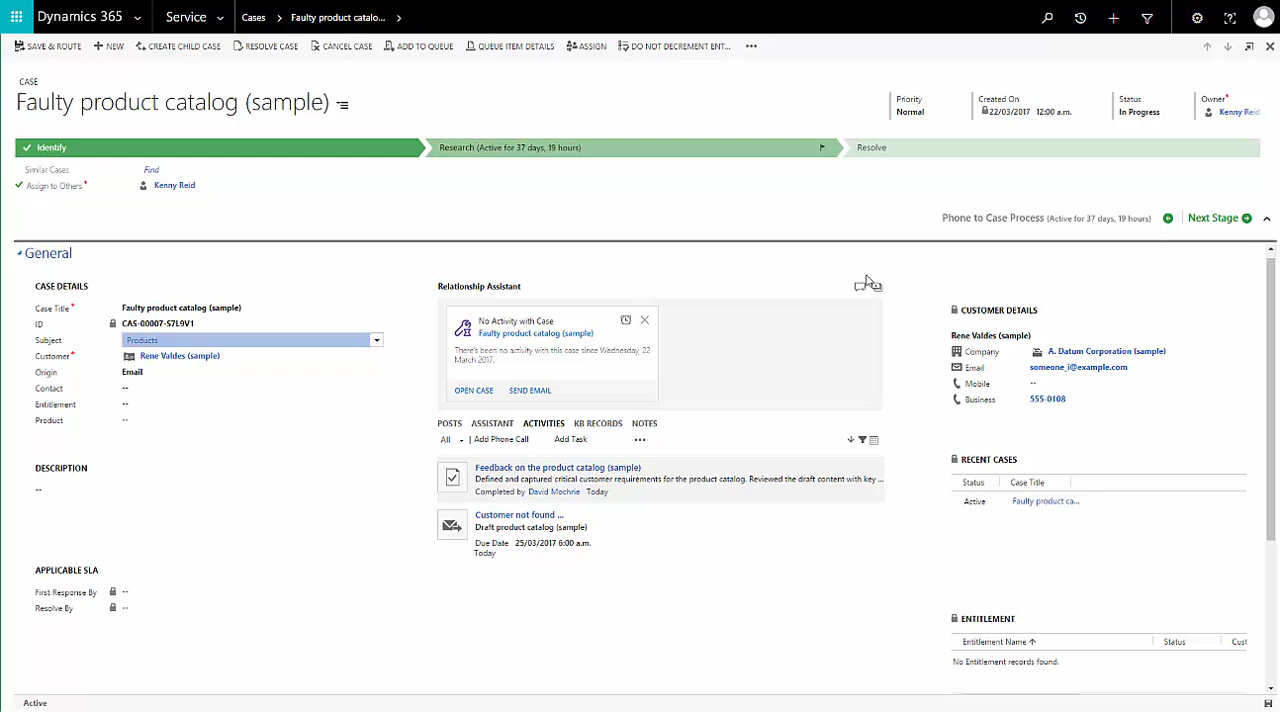 Dynamics 365 Service Cases Faulty product catalo...
SAVE & ROUTE NEW CREATE CHILD CASE RESOLVE CASE CANCEL CASE ADD TO QUEUE QUEUE ITEM DETAILS ASSIGN DO NOT DECREMENT ENT... •••
CASE
Faulty product catalog (sample)
Priority
Normal
Created On
22/03/2017 12:00 a.m.
Status
In Progress
Owner*
Kenny Reid
Identify
Research (Active for 37 days, 19 hours)
Resolve
Similar Cases Find
Assign to Others* Kenny Reid
Phone to Case Process (Active for 37 days, 19 hours) Next Stage
General
CASE DETAILS
Case Title* Faulty product catalog (sample)
ID CAS-00007-S7L9V1
Subject Products
Customer* Rene Valdes (sample)
Origin Email
Contact --
Entitlement --
Product --
DESCRIPTION
--
APPLICABLE SLA
First Response By --
Resolve By --
Relationship Assistant
No Activity with Case
Faulty product catalog (sample)
There's been no activity with this case since Wednesday, 22
March 2017.
OPEN CASE SEND EMAIL
POSTS ASSISTANT ACTIVITIES KB RECORDS NOTES
All | Add Phone Call Add Task •••
Feedback on the product catalog (sample)
Defined and captured critical customer requirements for the product catalog. Reviewed the draft content with key ...
Completed by David Mochrie Today
Customer not found ...
Draft product catalog (sample)
Due Date 25/03/2017 6:00 a.m.
Today
CUSTOMER DETAILS
Rene Valdes (sample)
Company A. Datum Corporation (sample)
Email someone_i@example.com
Mobile --
Business 555-0108
RECENT CASES
Status Case Title
Active Faulty product ca...
ENTITLEMENT
Entitlement Name Status Cust
No Entitlement records found.
Active